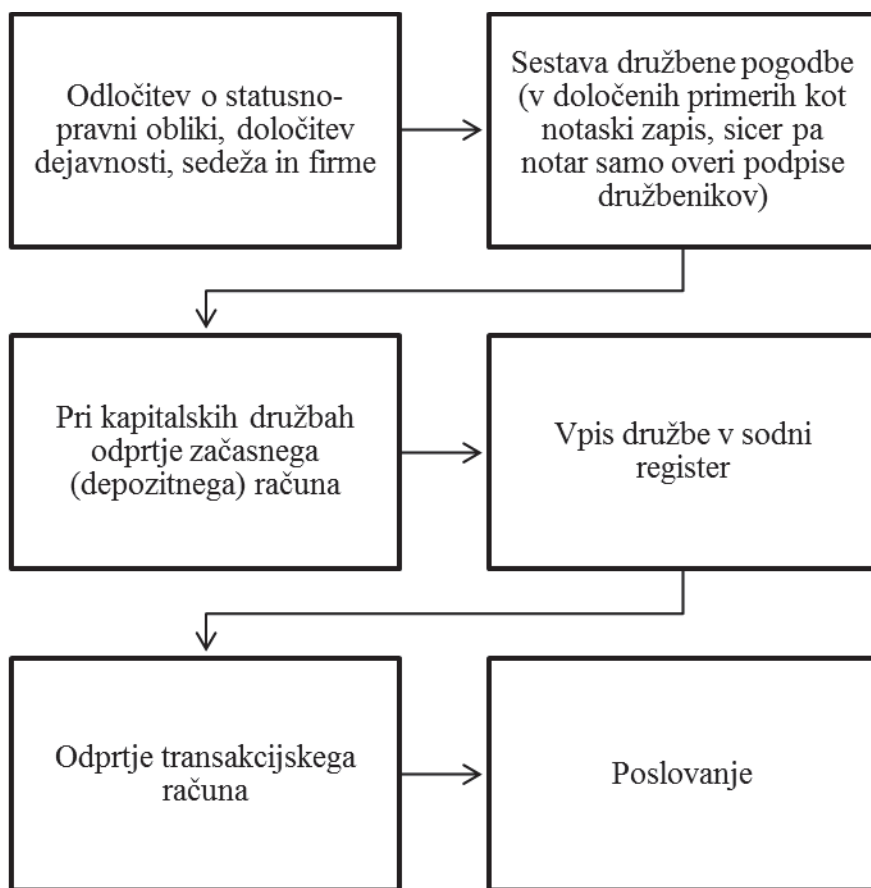 Odločitev o statusno-
pravni obliki, določitev
dejavnosti, sedeža in firme
Sestava družbene pogodbe
(v določenih primerih kot
notaski zapis, sicer pa
notar samo overi podpise
družbenikov)
Pri kapitalskih družbah
odprtje začasnega
(depozitnega) računa
Vpis družbe v sodni
register
Odprtje transakcijskega
računa
Poslovanje